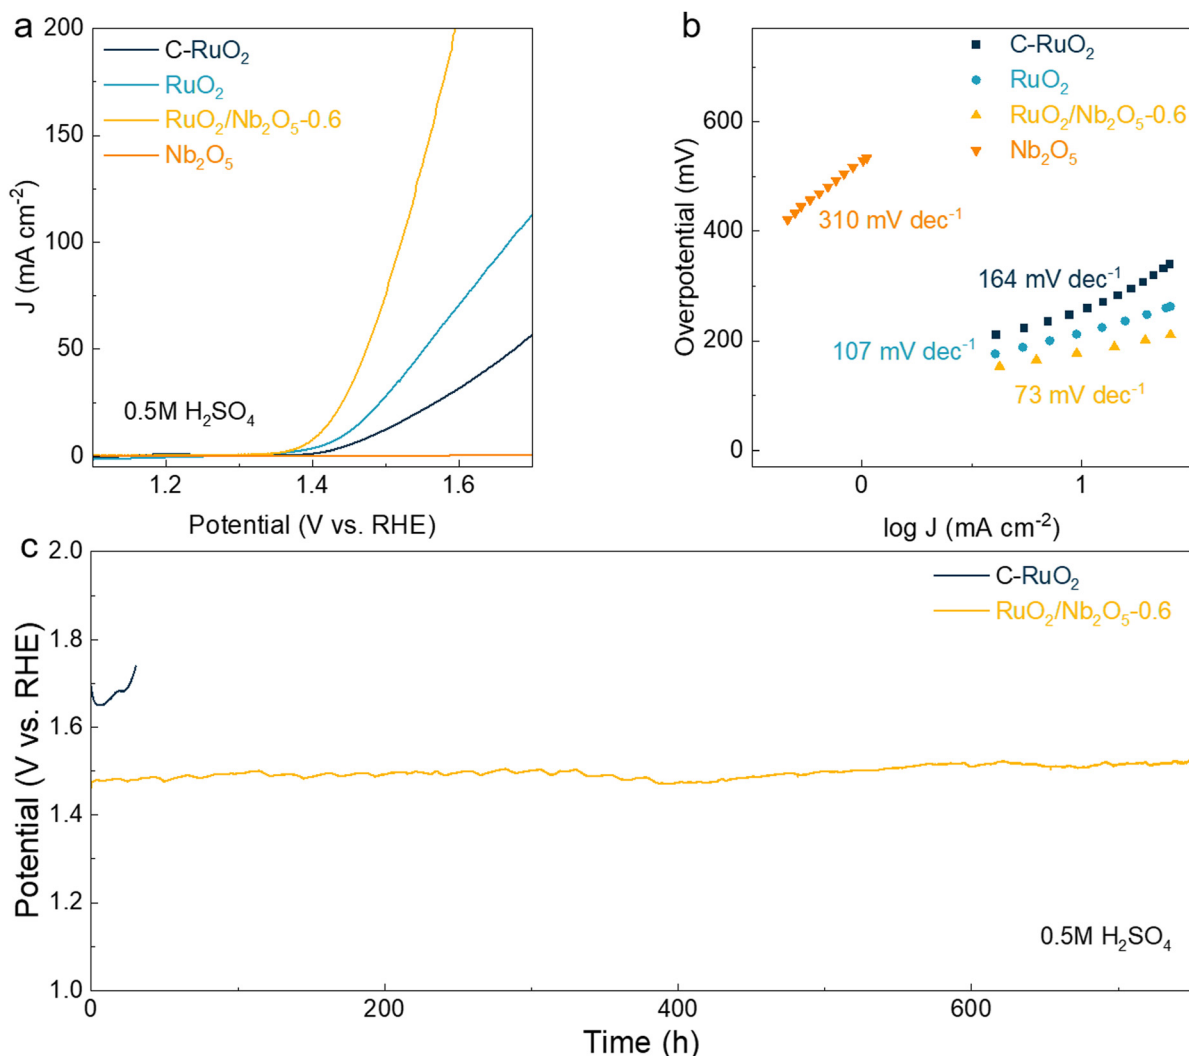 a
200
150
100
50
0
J (mA cm⁻²)
C-RuO₂
RuO₂
RuO₂/Nb₂O₅-0.6
Nb₂O₅
0.5M H₂SO₄
1.2
1.4
1.6
Potential (V vs. RHE)
b
600
400
200
0
Overpotential (mV)
C-RuO₂
RuO₂
RuO₂/Nb₂O₅-0.6
Nb₂O₅
310 mV dec⁻¹
164 mV dec⁻¹
107 mV dec⁻¹
73 mV dec⁻¹
0
1
log J (mA cm⁻²)
c
2.0
1.8
1.6
1.4
1.2
1.0
Potential (V vs. RHE)
C-RuO₂
RuO₂/Nb₂O₅-0.6
0.5M H₂SO₄
0
200
400
600
Time (h)